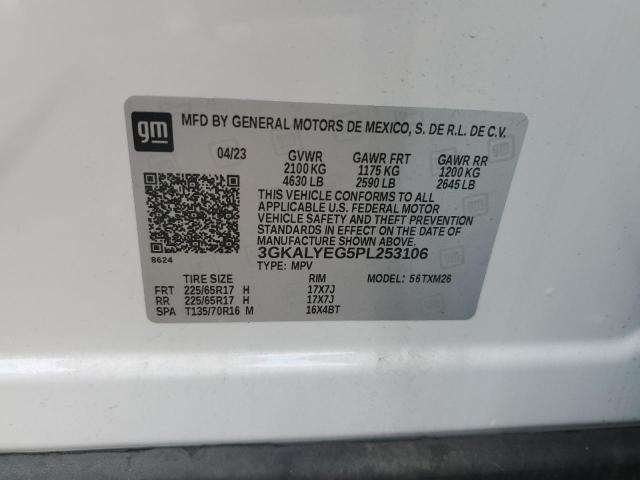 gm
MFD BY GENERAL MOTORS DE MEXICO, S. DE R.L. DE C.V.
04/23 GVWR GAWR FRT GAWR RR
2100 KG 1175 KG 1200 KG
4630 LB 2590 LB 2645 LB
THIS VEHICLE CONFORMS TO ALL
APPLICABLE U.S. FEDERAL MOTOR
VEHICLE SAFETY AND THEFT PREVENTION
STANDARDS IN EFFECT ON THE DATE OF
MANUFACTURE SHOWN ABOVE.
8624 3GKALYEG5PL253106
TYPE: MPV MODEL: 56TXM26
TIRE SIZE RIM
FRT 225/65R17 H 17X7J
RR 225/65R17 H 17X7J
SPA T135/70R16 M 16X4BT